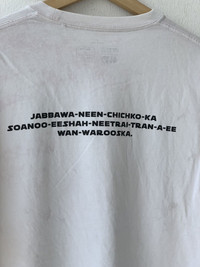 JABBAWA-NEEN-CHICHKO-KA
SOANOO-EESHAH-NEETRAI-TRAN-A-EE
WAN-WAROOSKA.